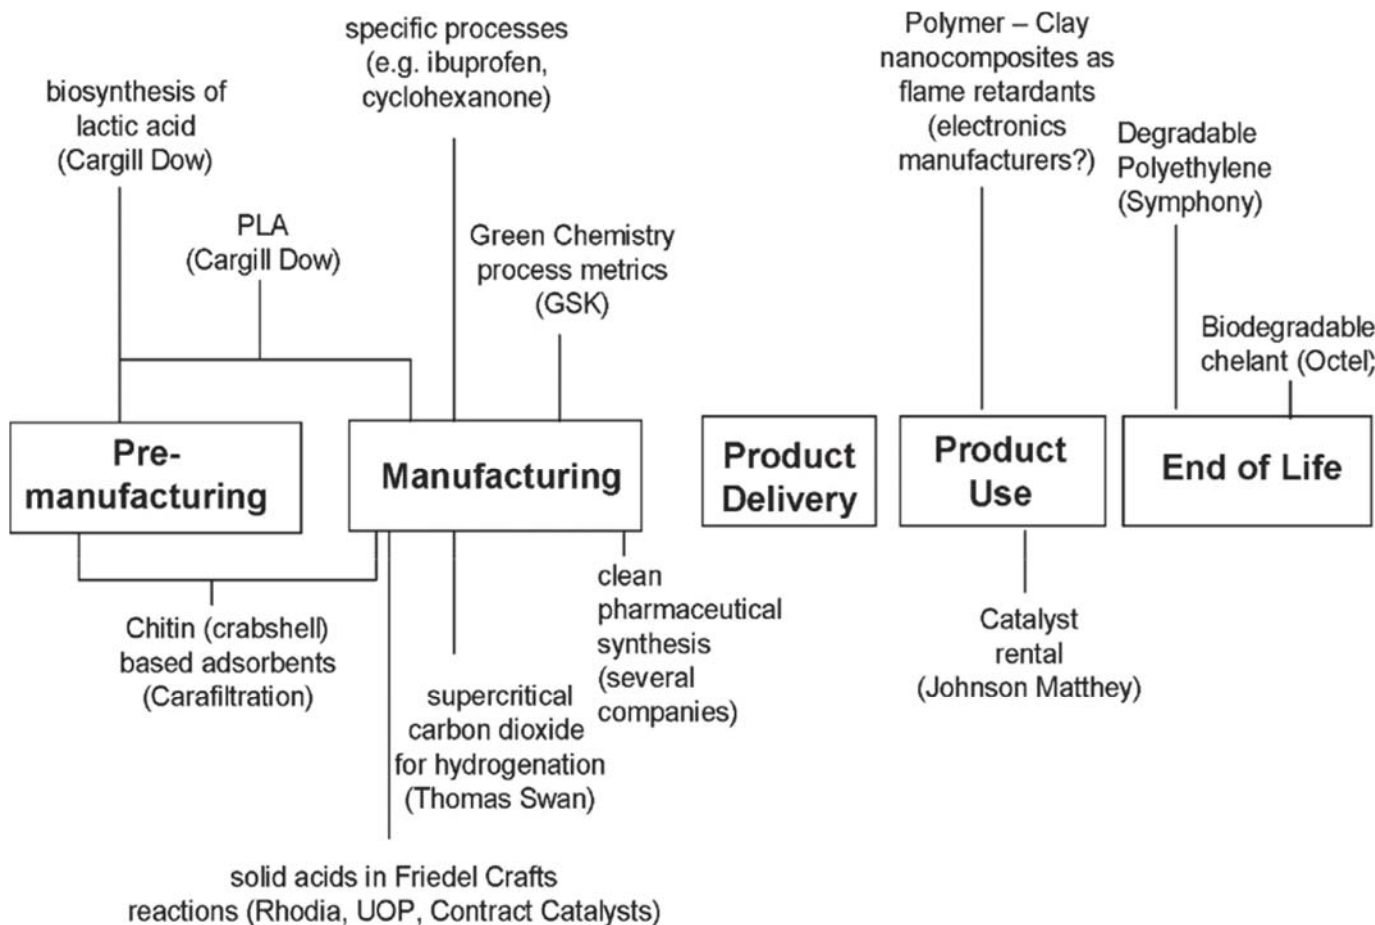 specific processes
(e.g. ibuprofen,
cyclohexanone)
Polymer – Clay
nanocomposites as
flame retardants
(electronics
manufacturers?)
biosynthesis of
lactic acid
(Cargill Dow)
Degradable
Polyethylene
(Symphony)
PLA
(Cargill Dow)
Green Chemistry
process metrics
(GSK)
Biodegradable
chelant (Octel)
Pre-
manufacturing
Manufacturing
Product
Delivery
Product
Use
End of Life
Chitin (crabshell)
based adsorbents
(Carafiltration)
supercritical
carbon dioxide
for hydrogenation
(Thomas Swan)
clean
pharmaceutical
synthesis
(several
companies)
Catalyst
rental
(Johnson Matthey)
solid acids in Friedel Crafts
reactions (Rhodia, UOP, Contract Catalysts)